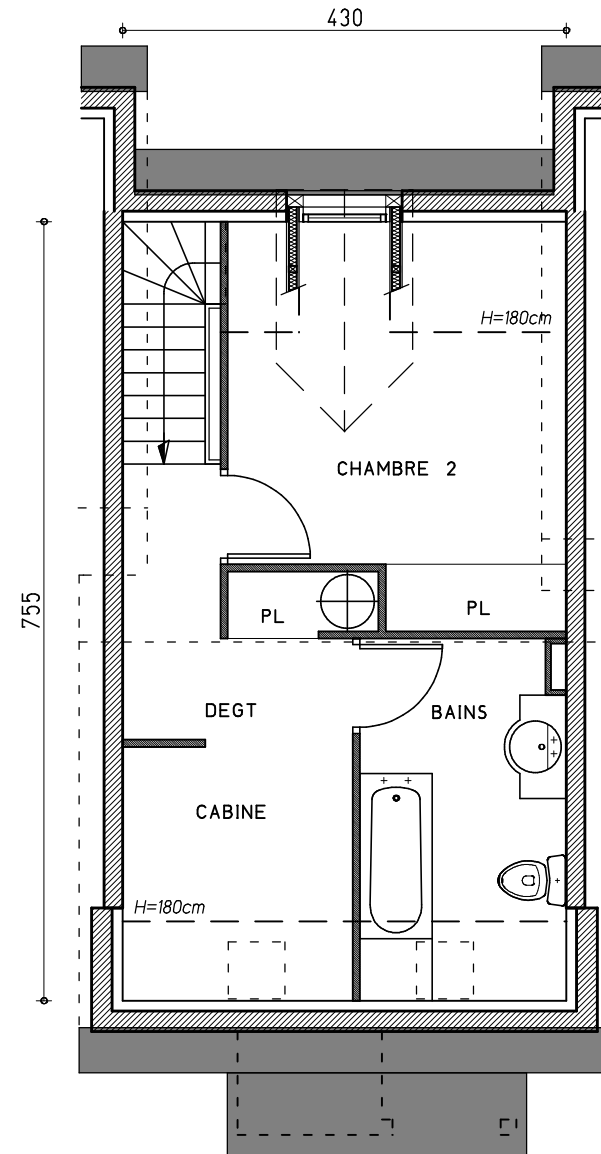 430
H=180cm
CHAMBRE 2
755
PL
PL
DEGT
BAINS
CABINE
H=180cm